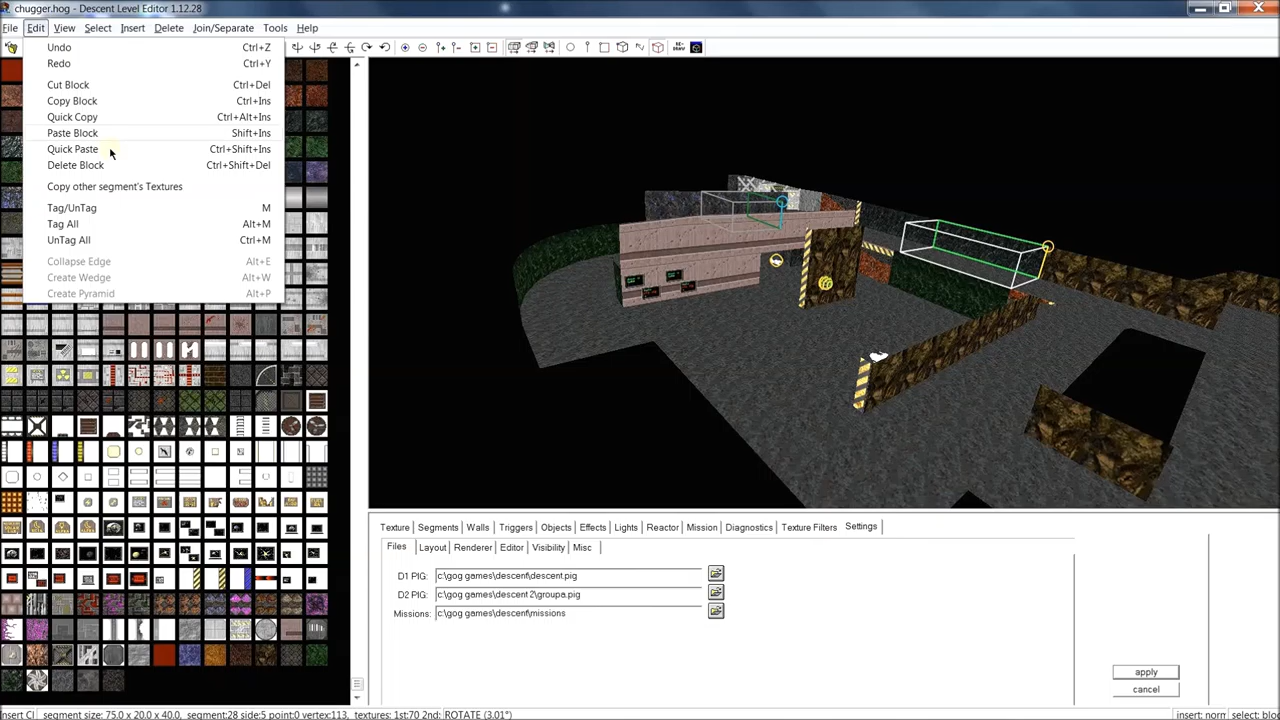 chugger.hog - Descent Level Editor 1.12.28
File Edit View Select Insert Delete Join/Separate Tools Help
Undo Ctrl+Z
Redo Ctrl+Y
Cut Block Ctrl+Del
Copy Block Ctrl+Ins
Quick Copy Ctrl+Alt+Ins
Paste Block Shift+Ins
Quick Paste Ctrl+Shift+Ins
Delete Block Ctrl+Shift+Del
Copy other segment's Textures
Tag/UnTag M
Tag All Alt+M
UnTag All Ctrl+M
Collapse Edge Alt+E
Create Wedge Alt+W
Create Pyramid Alt+P
Texture Segments Walls Triggers Objects Effects Lights Reactor Mission Diagnostics Texture Filters Settings
Files Layout Renderer Editor Visibility Misc
D1 PIG: c:\gog games\descent\descent.pig
D2 PIG: c:\gog games\descent 2\groupa.pig
Missions: c:\gog games\descent\missions
apply
cancel
segment size: 75.0 x 20.0 x 40.0, segment:28 side:5 point:0 vertex:113, textures: 1st:70 2nd: ROTATE (3.01°) insert: norm select: blo